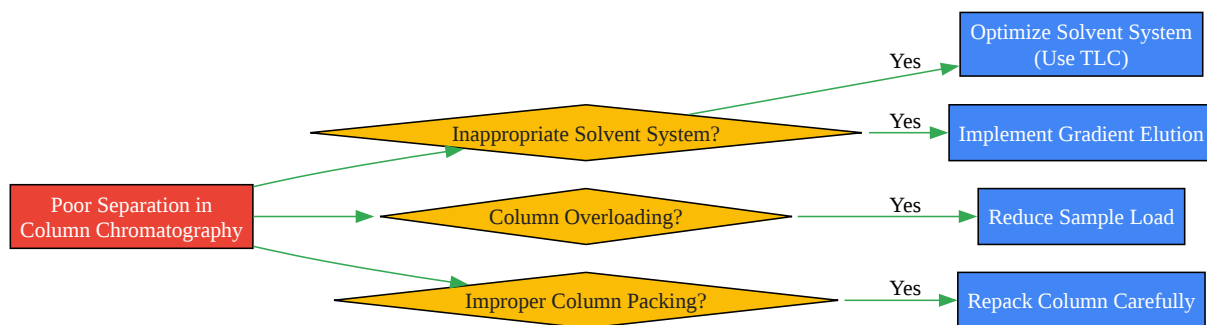 Optimize Solvent System
(Use TLC)
Yes
Inappropriate Solvent System?
Yes
Implement Gradient Elution
Poor Separation in
Column Chromatography
Column Overloading?
Yes
Reduce Sample Load
Improper Column Packing?
Yes
Repack Column Carefully